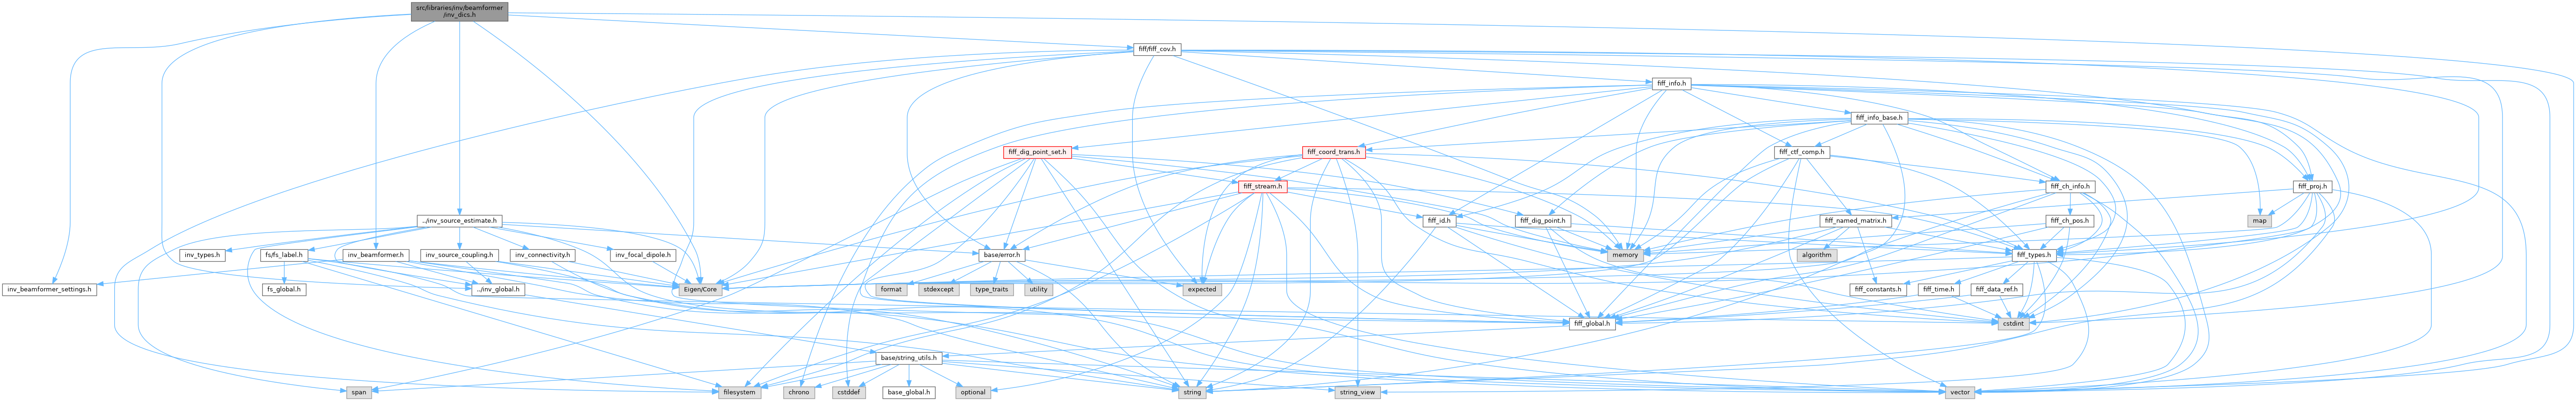 src/libraries/inv/beamformer
/inv_dics.h
fiff/fiff_cov.h
fiff_info.h
fiff_info_base.h
fiff_dig_point_set.h
fiff_coord_trans.h
fiff_ctf_comp.h
fiff_stream.h
fiff_ch_info.h
fiff_proj.h
../inv_source_estimate.h
fiff_id.h
fiff_dig_point.h
fiff_named_matrix.h
fiff_ch_pos.h
map
inv_types.h
fs/fs_label.h
inv_beamformer.h
inv_source_coupling.h
inv_connectivity.h
inv_focal_dipole.h
base/error.h
memory
algorithm
fiff_types.h
inv_beamformer_settings.h
fs_global.h
../inv_global.h
Eigen/Core
format
stdexcept
type_traits
utility
expected
fiff_constants.h
fiff_time.h
fiff_data_ref.h
fiff_global.h
cstdint
base/string_utils.h
span
filesystem
chrono
cstddef
base_global.h
optional
string
string_view
vector